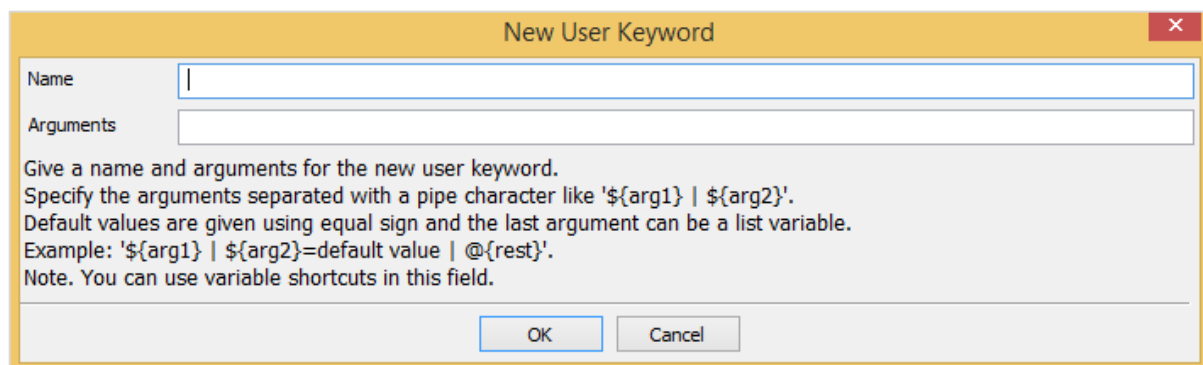 New User Keyword
Name
Arguments
Give a name and arguments for the new user keyword.
Specify the arguments separated with a pipe character like '${arg1} | ${arg2}'.
Default values are given using equal sign and the last argument can be a list variable.
Example: '${arg1} | ${arg2}=default value | @{rest}'.
Note. You can use variable shortcuts in this field.
OK Cancel